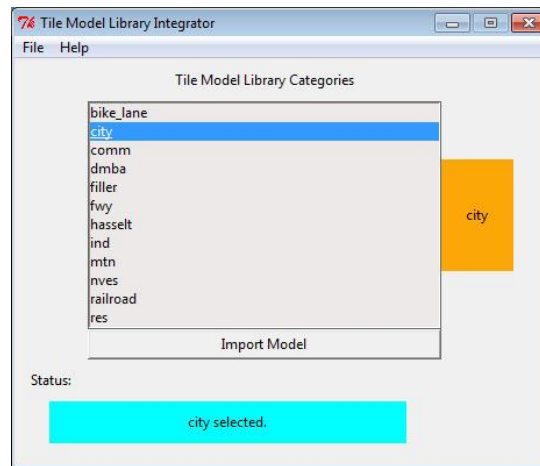 Tile Model Library Integrator
File Help
Tile Model Library Categories
bike_lane
city
comm
dmba
filler
fwy
hasselt
ind
mtn
nves
railroad
res
city
Import Model
Status:
city selected.